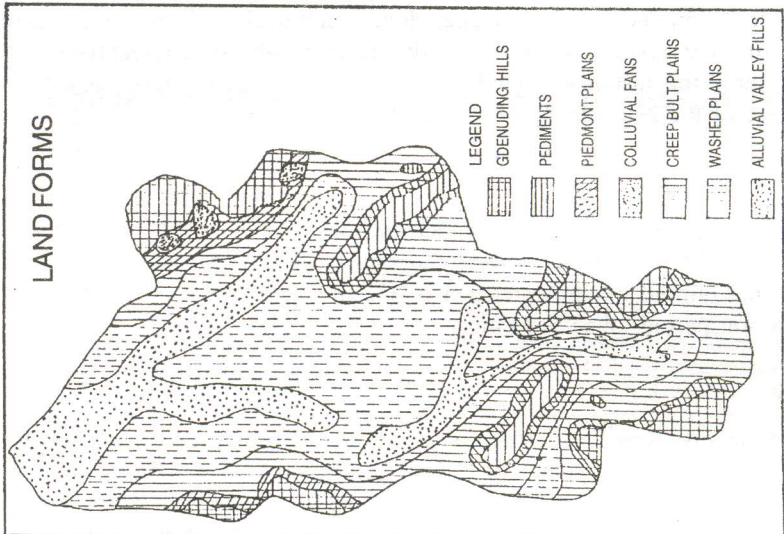 LAND FORMS
LEGEND
GDENUDING HILLS
PEDIMENTS
PIEDMONT PLAINS
COLLUVIAL FANS
CREEP BULT PLAINS
WASHED PLAINS
ALLUVIAL VALLEY FILLS